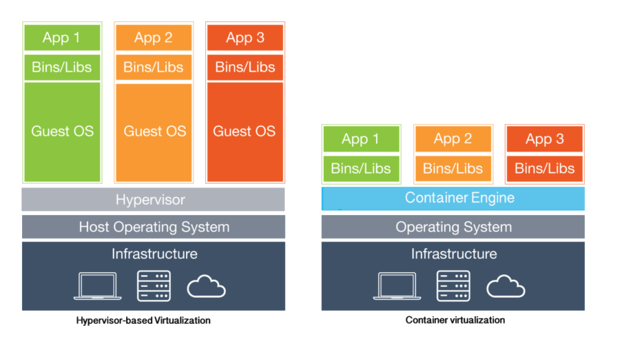 App 1
App 2
App 3
Bins/Libs
Bins/Libs
Bins/Libs
Guest OS
Guest OS
Guest OS
Hypervisor
Host Operating System
Infrastructure
Hypervisor-based Virtualization
App 1
App 2
App 3
Bins/Libs
Bins/Libs
Bins/Libs
Container Engine
Operating System
Infrastructure
Container virtualization